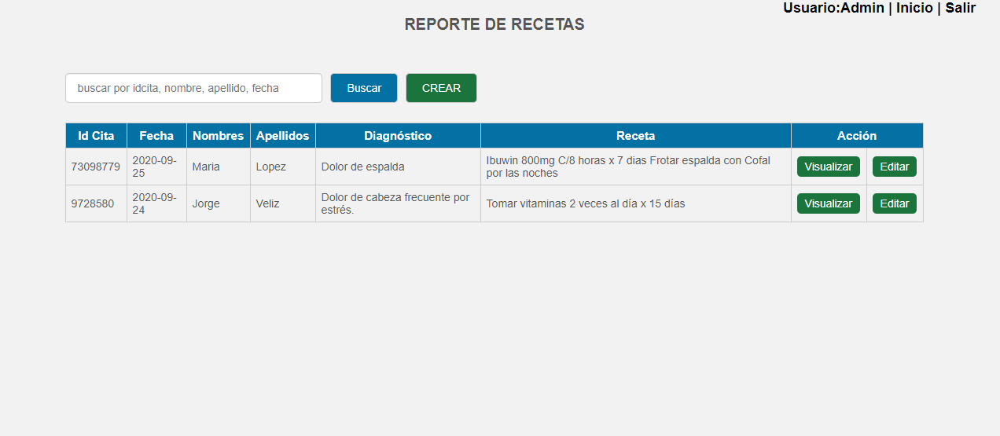 Usuario:Admin | Inicio | Salir
REPORTE DE RECETAS
buscar por idcita, nombre, apellido, fecha
Buscar
CREAR
Id Cita Fecha Nombres Apellidos Diagnóstico Receta Acción
73098779 2020-09-25 Maria Lopez Dolor de espalda Ibuwin 800mg C/8 horas x 7 dias Frotar espalda con Cofal por las noches Visualizar Editar
9728580 2020-09-24 Jorge Veliz Dolor de cabeza frecuente por estrés. Tomar vitaminas 2 veces al día x 15 días Visualizar Editar